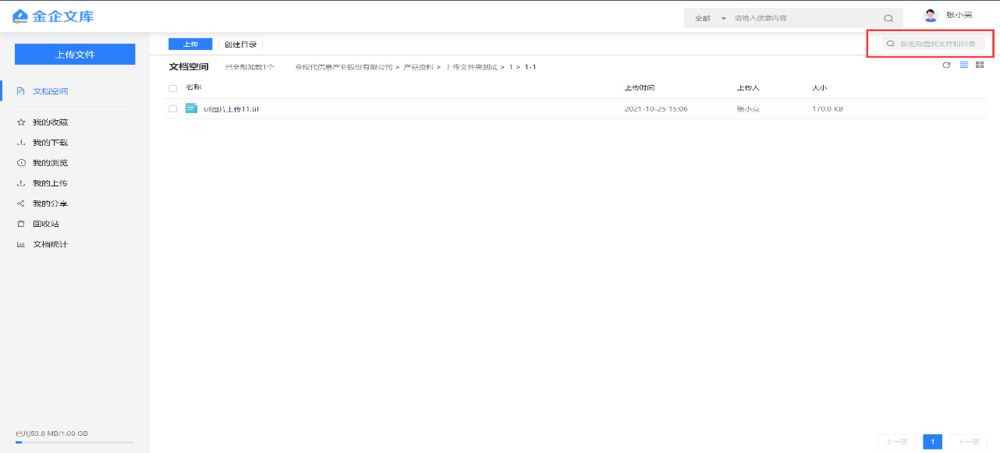 金企文库
全部 请输入搜索内容
张小亮
上传文件
文档空间
我的收藏
我的下载
我的浏览
我的上传
我的分享
回收站
文档统计
已用53.8 MB/1.00 GB
上传 创建目录
按名称查找文件和目录
文档空间 已全部加载1个 金现代信息产业股份有限公司 > 产品资料 > 上传文件夹测试 > 1 > 1-1
名称 上传时间 上传人 大小
tif图片上传11.tif 2021-10-25 15:06 张小亮 170.0 KB
上一页 1 下一页